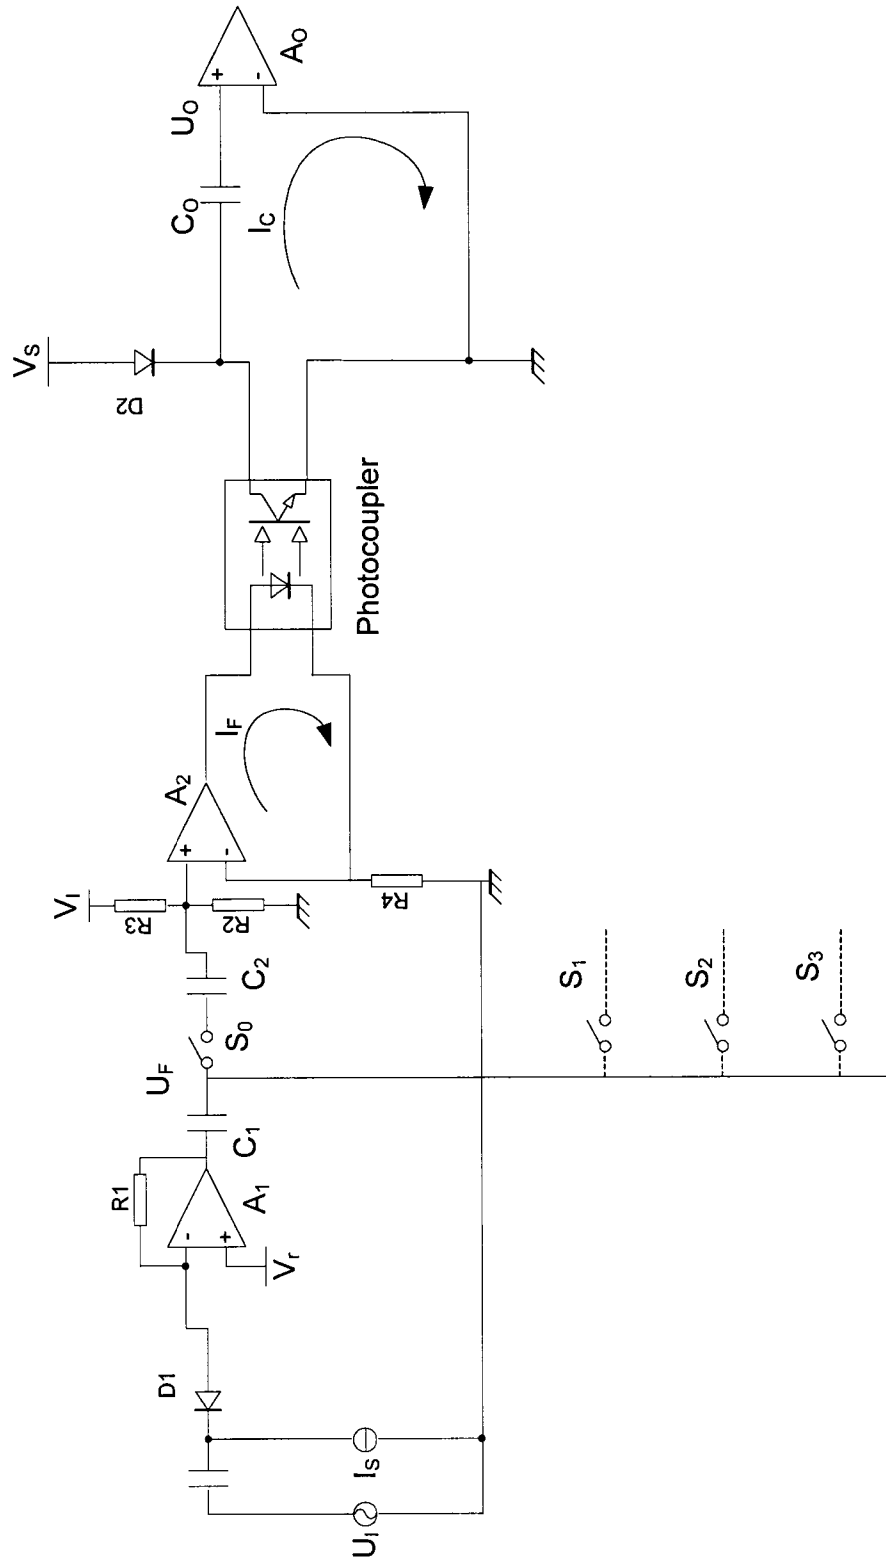 U_I
I_S
D1
R1
V_r
A_1
C_1
U_F
S_0
C_2
V_I
R3
R2
+
-
-
+
A_2
R4
I_F
S_1
S_2
S_3
Photocoupler
V_S
D2
C_O
I_C
U_O
+
-
A_O